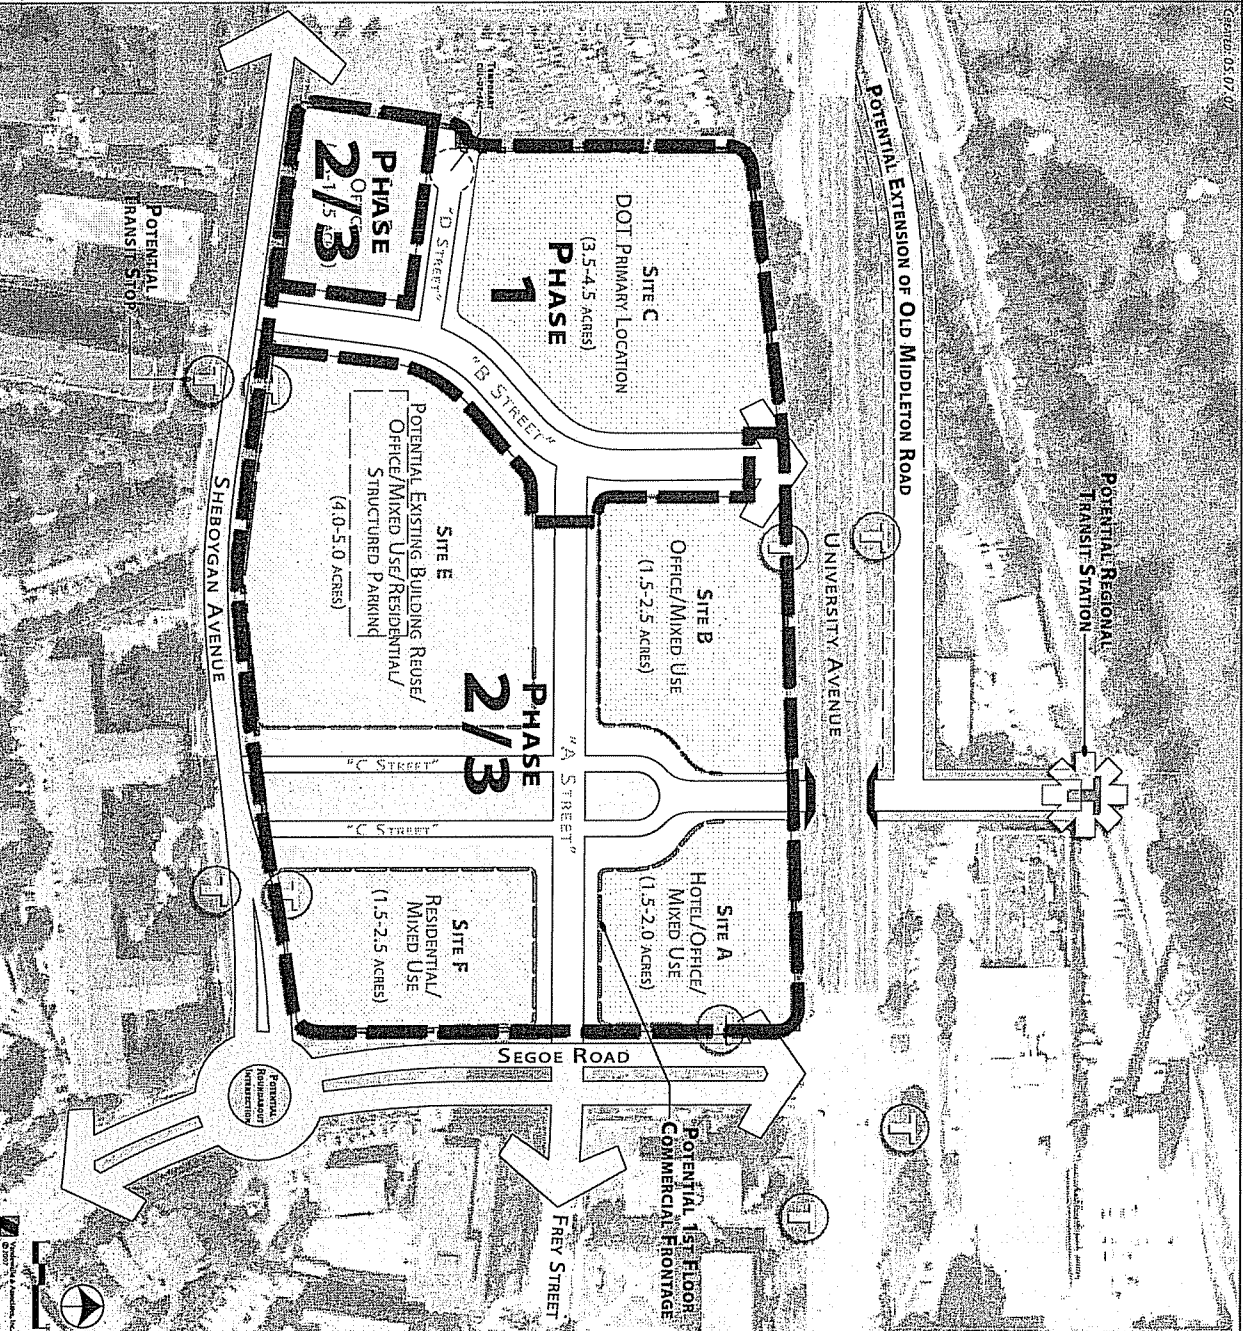 POTENTIAL EXTENSION OF OLD MIDDLETON ROAD
POTENTIAL REGIONAL
TRANSIT STATION
UNIVERSITY AVENUE
SITE C
DOT PRIMARY LOCATION
(3.5-4.5 ACRES)
PHASE
1
PHASE
2/3
"D STREET"
"B STREET"
POTENTIAL
TRANSIT STOP
T
T
T
T
T
T
T
T
T
T
SITE B
OFFICE/MIXED USE
(1.5-2.5 ACRES)
SITE E
POTENTIAL EXISTING BUILDING REUSE/
OFFICE/MIXED USE/RESIDENTIAL/
STRUCTURED PARKING
(4.0-5.0 ACRES)
PHASE
2/3
"A STREET"
"C STREET"
"C STREET"
SITE A
HOTEL/OFFICE/
MIXED USE
(1.5-2.0 ACRES)
SITE F
RESIDENTIAL/
MIXED USE
(1.5-2.5 ACRES)
SHEBOYGAN AVENUE
SEGOE ROAD
POTENTIAL
ROUNDABOUT
INTERSECTION
POTENTIAL 1ST FLOOR
COMMERCIAL FRONTAGE
FREY STREET